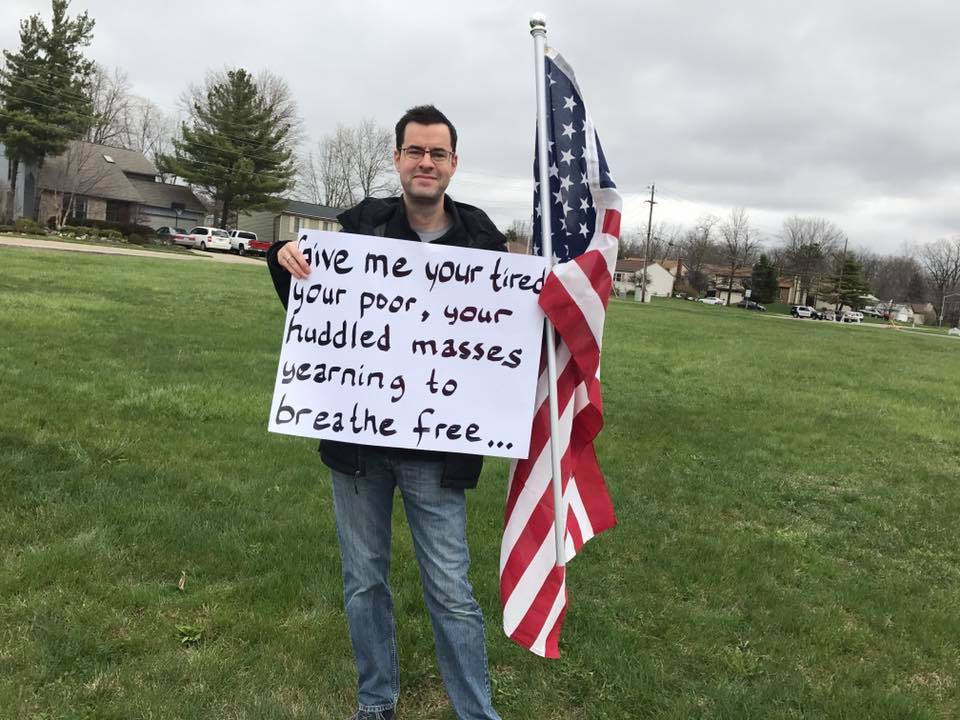 Give me your tired
your poor, your
huddled masses
yearning to
breathe free...